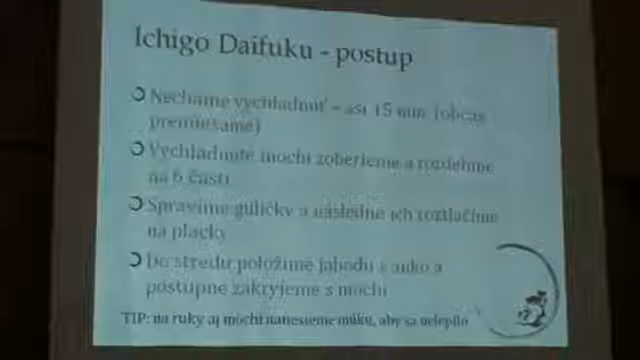 Ichigo Daifuku - postup
Necháme vychladnúť - asi 15 min (občas
premiešame)
Vychladnuté mochi zoberieme a rozdelíme
na 6 častí
Spravíme guličky a následne ich roztlačíme
na placky
Do stredu položíme jahodu s anko a
postupne zakryjeme s mochi
TIP: na ruky aj mochi nanesieme múku, aby sa nelepilo